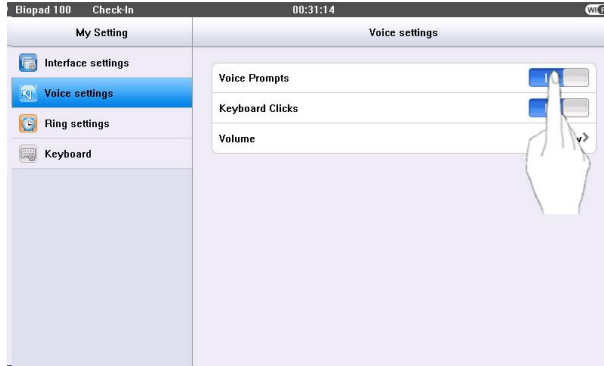 Biopad 100 Check-In 00:31:14
My Setting
Voice settings
Interface settings
Voice settings
Ring settings
Keyboard
Voice Prompts
Keyboard Clicks
Volume